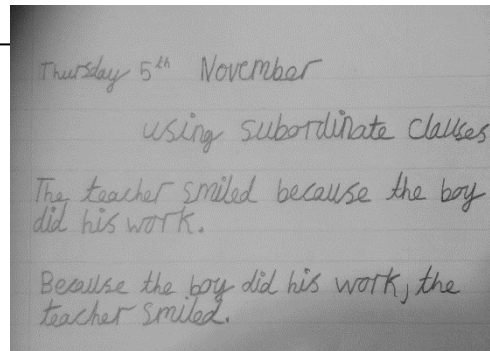 Thursday 5th November
using subordinate clauses
The teacher smiled because the boy
did his work.
Because the boy did his work, the
teacher smiled.